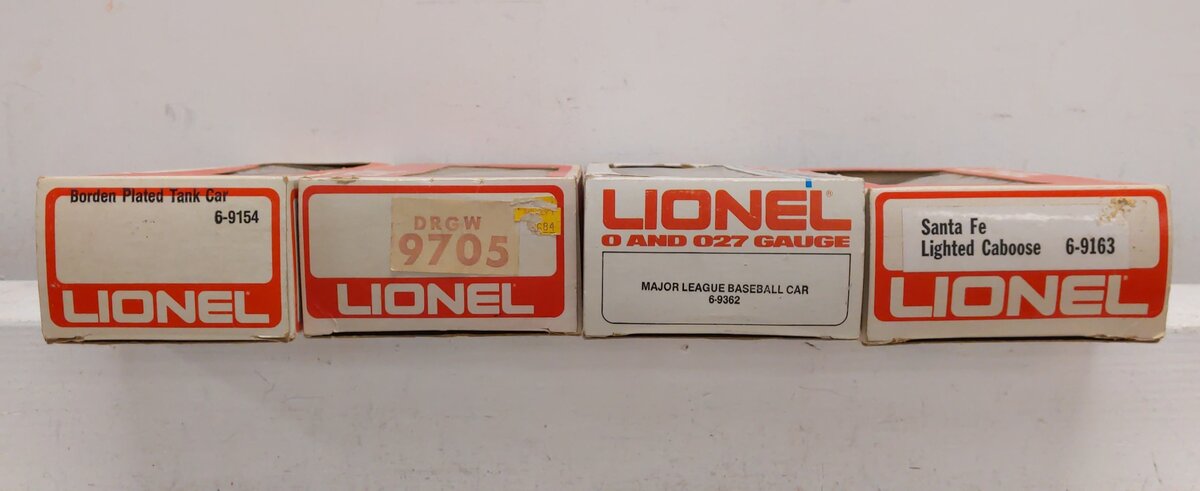 Borden Plated Tank Car
6-9154
LIONEL
DRGW
9705
LIONEL
LIONEL®
O AND O27 GAUGE
MAJOR LEAGUE BASEBALL CAR
6-9362
Santa Fe
Lighted Caboose 6-9163
LIONEL